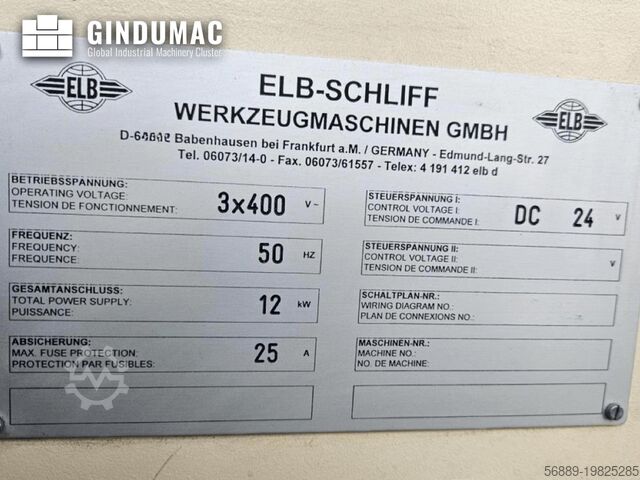 GINDUMAC
Global Industrial Machinery Cluster
ELB
ELB-SCHLIFF
ELB
WERKZEUGMASCHINEN GMBH
Babenhausen bei Frankfurt a.M. / GERMANY - Edmund-Lang-Str. 27
Tel. 06073/14-0 - Fax. 06073/61557 - Telex: 4 191 412 elb d
BETRIEBSSPANNUNG:
OPERATING VOLTAGE:
TENSION DE FONCTIONNEMENT:
3x400 V~
STEUERSPANNUNG I:
CONTROL VOLTAGE I:
TENSION DE COMMANDE I:
DC 24 V
FREQUENZ:
FREQUENCY:
FREQUENCE:
50 HZ
STEUERSPANNUNG II:
CONTROL VOLTAGE II:
TENSION DE COMMANDE II:
V
GESAMTANSCHLUSS:
TOTAL POWER SUPPLY:
PUISSANCE:
12 kW
SCHALTPLAN-NR.:
WIRING DIAGRAM NO.:
PLAN DE CONNEXIONS NO.:
ABSICHERUNG:
MAX. FUSE PROTECTION:
PROTECTION PAR FUSIBLES:
25 A
MASCHINEN-NR.:
MACHINE NO.:
NO. DE MACHINE:
56889-19825285